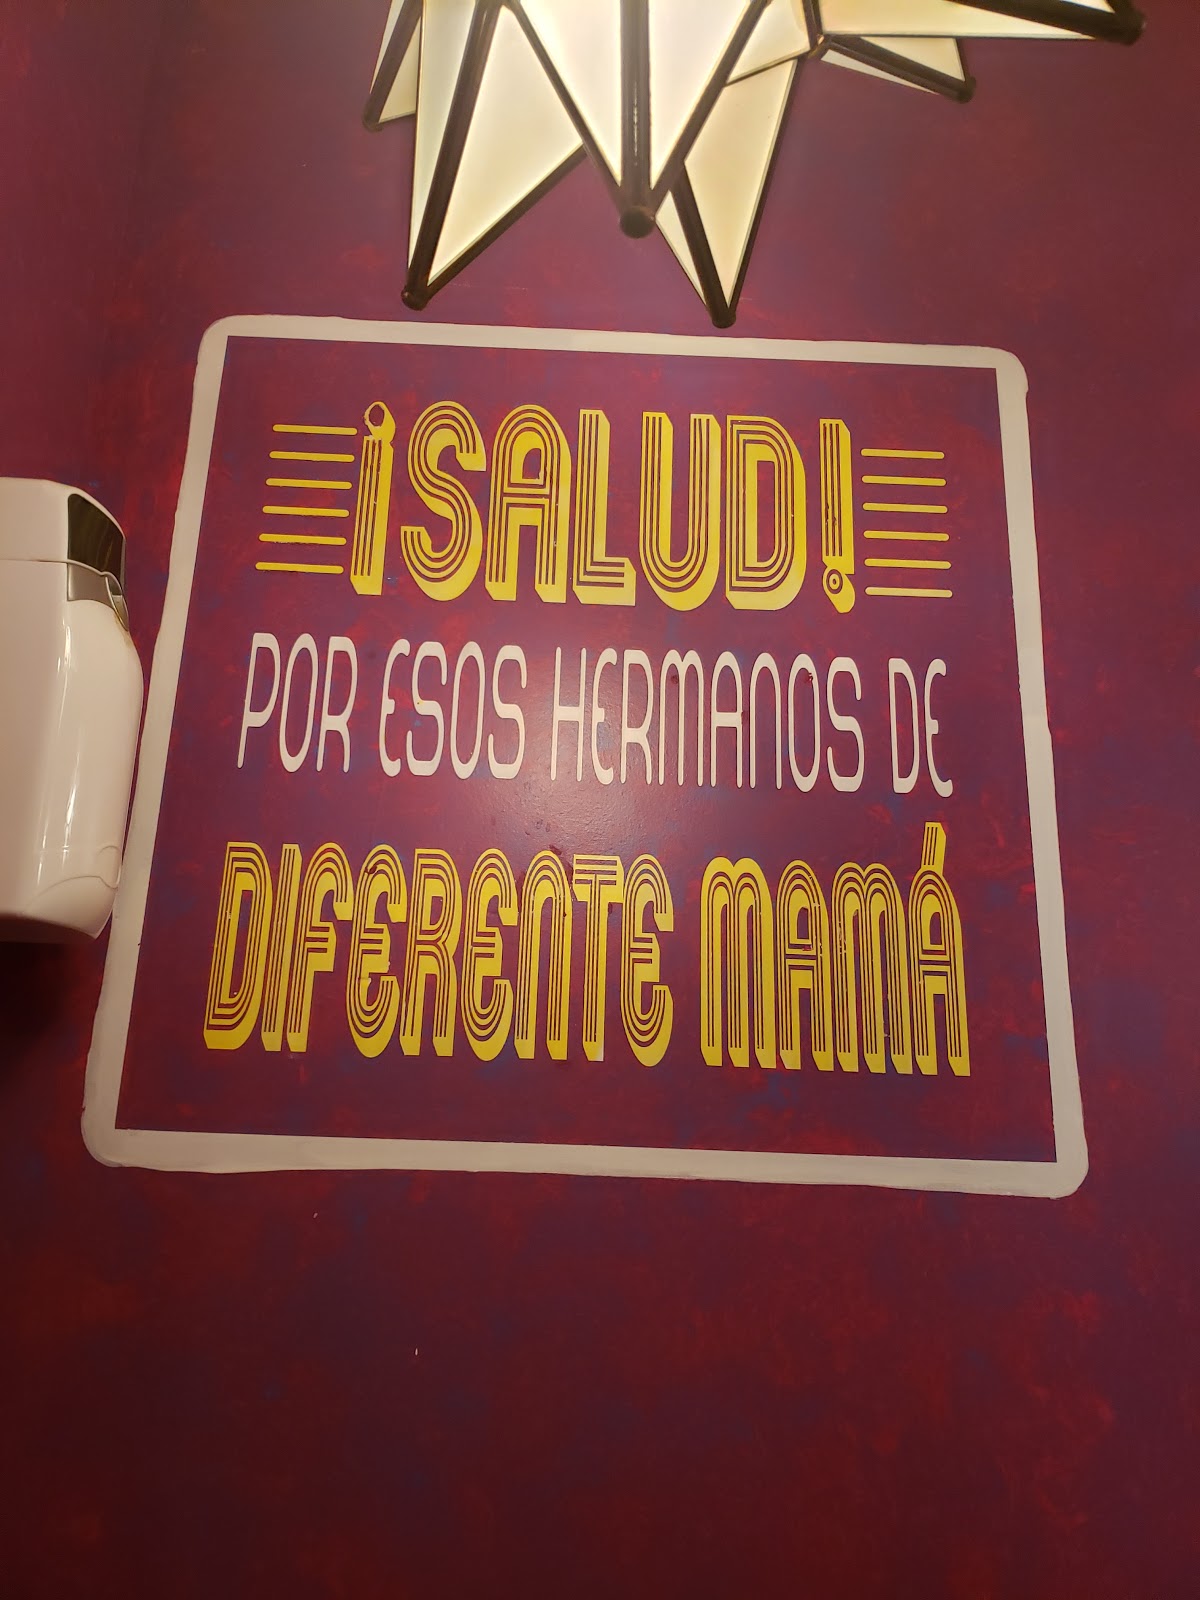 ¡SALUD!
POR ESOS HERMANOS DE
DIFERENTE MAMÁ